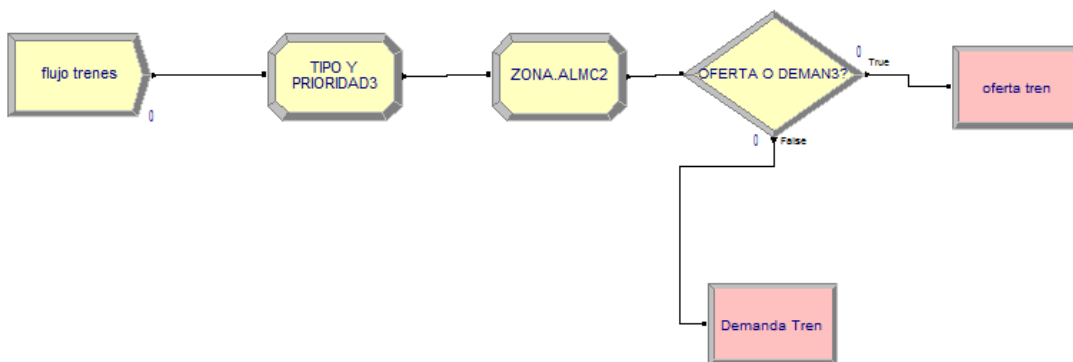 flujo trenes
0
TIPO Y
PRIORIDAD3
ZONA.ALMC2
OFERTA O DEMAN3?
0
True
0
False
oferta tren
Demanda Tren